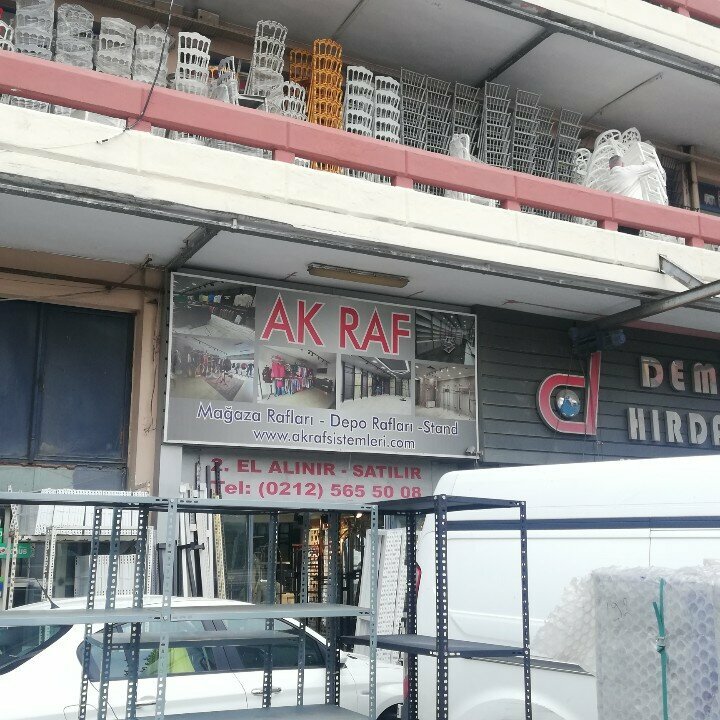 AK RAF
Mağaza Rafları - Depo Rafları -Stand
www.akrafsistemleri.com
2. EL ALINIR - SATILIR
Tel: (0212) 565 50 08
d
DEM
HIRDA